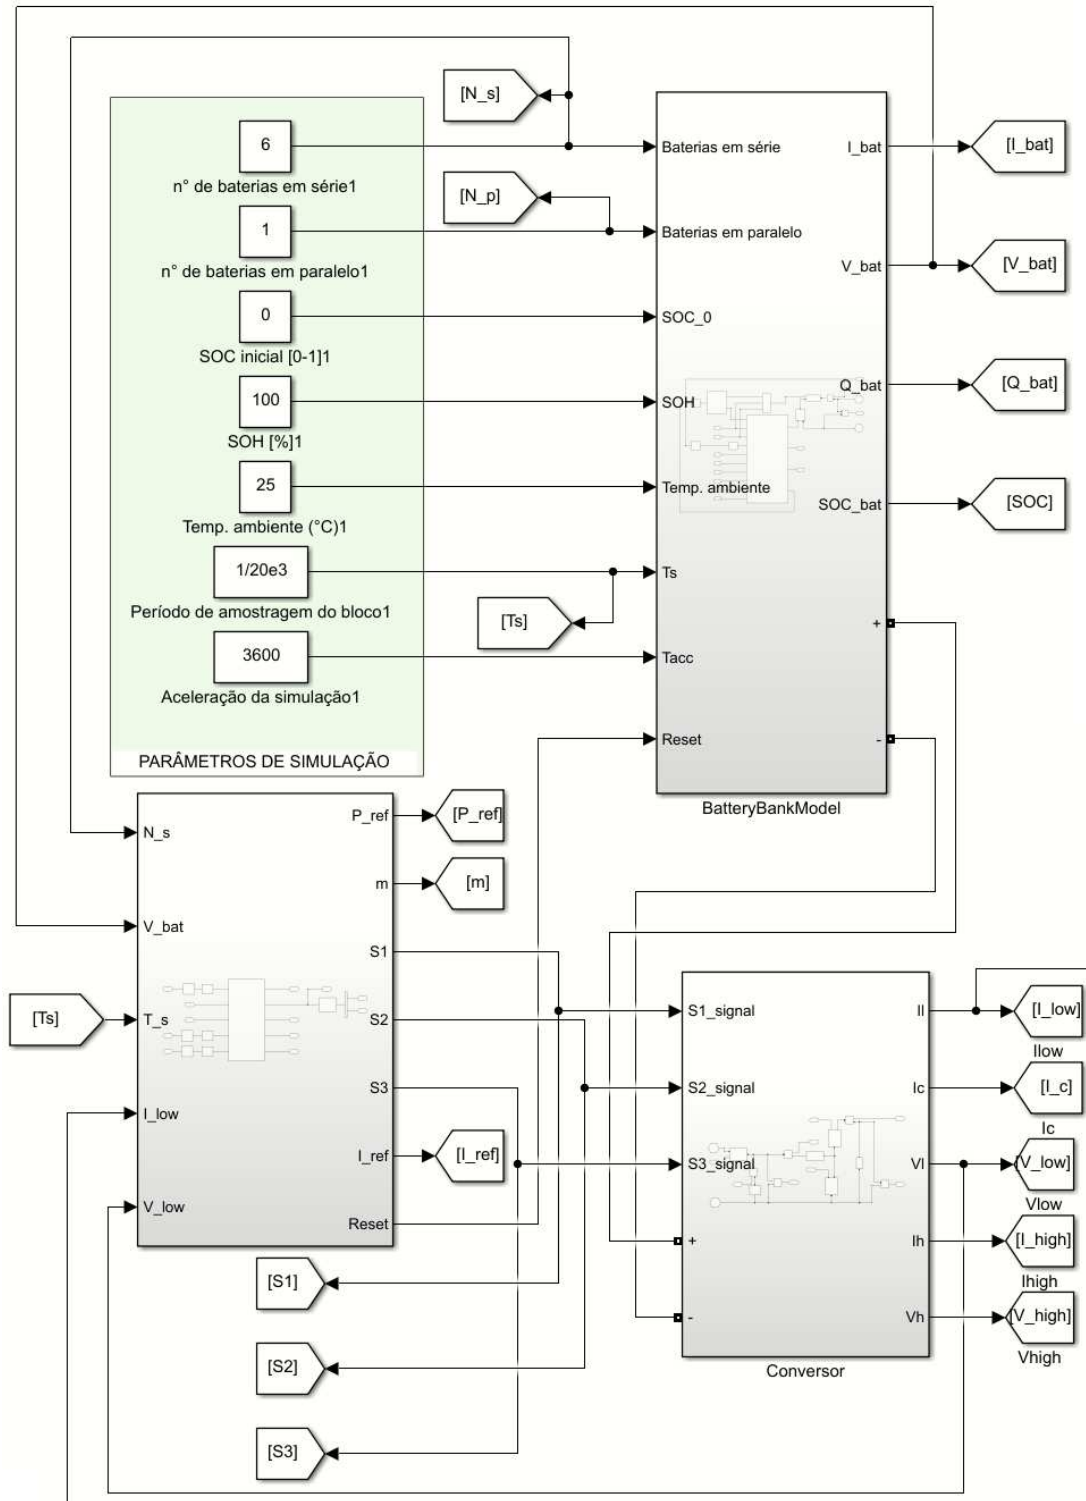 [N_s]
6
n° de baterias em série1
[N_p]
1
n° de baterias em paralelo1
0
SOC inicial [0-1]1
100
SOH [%]1
25
Temp. ambiente (°C)1
1/20e3
Período de amostragem do bloco1
[Ts]
3600
Aceleração da simulação1
PARÂMETROS DE SIMULAÇÃO
Baterias em série
Baterias em paralelo
SOC_0
SOH
Temp. ambiente
Ts
Tacc
Reset
I_bat
V_bat
Q_bat
SOC_bat
+
-
BatteryBankModel
[I_bat]
[V_bat]
[Q_bat]
[SOC]
[Ts]
N_s
V_bat
T_s
I_low
V_low
P_ref
m
S1
S2
S3
I_ref
Reset
[P_ref]
[m]
[I_ref]
[S1]
[S2]
[S3]
S1_signal
S2_signal
S3_signal
+
-
Il
Ic
Vl
Ih
Vh
Conversor
[I_low]
Ilow
[I_c]
Ic
[V_low]
Vlow
[I_high]
Ihigh
[V_high]
Vhigh